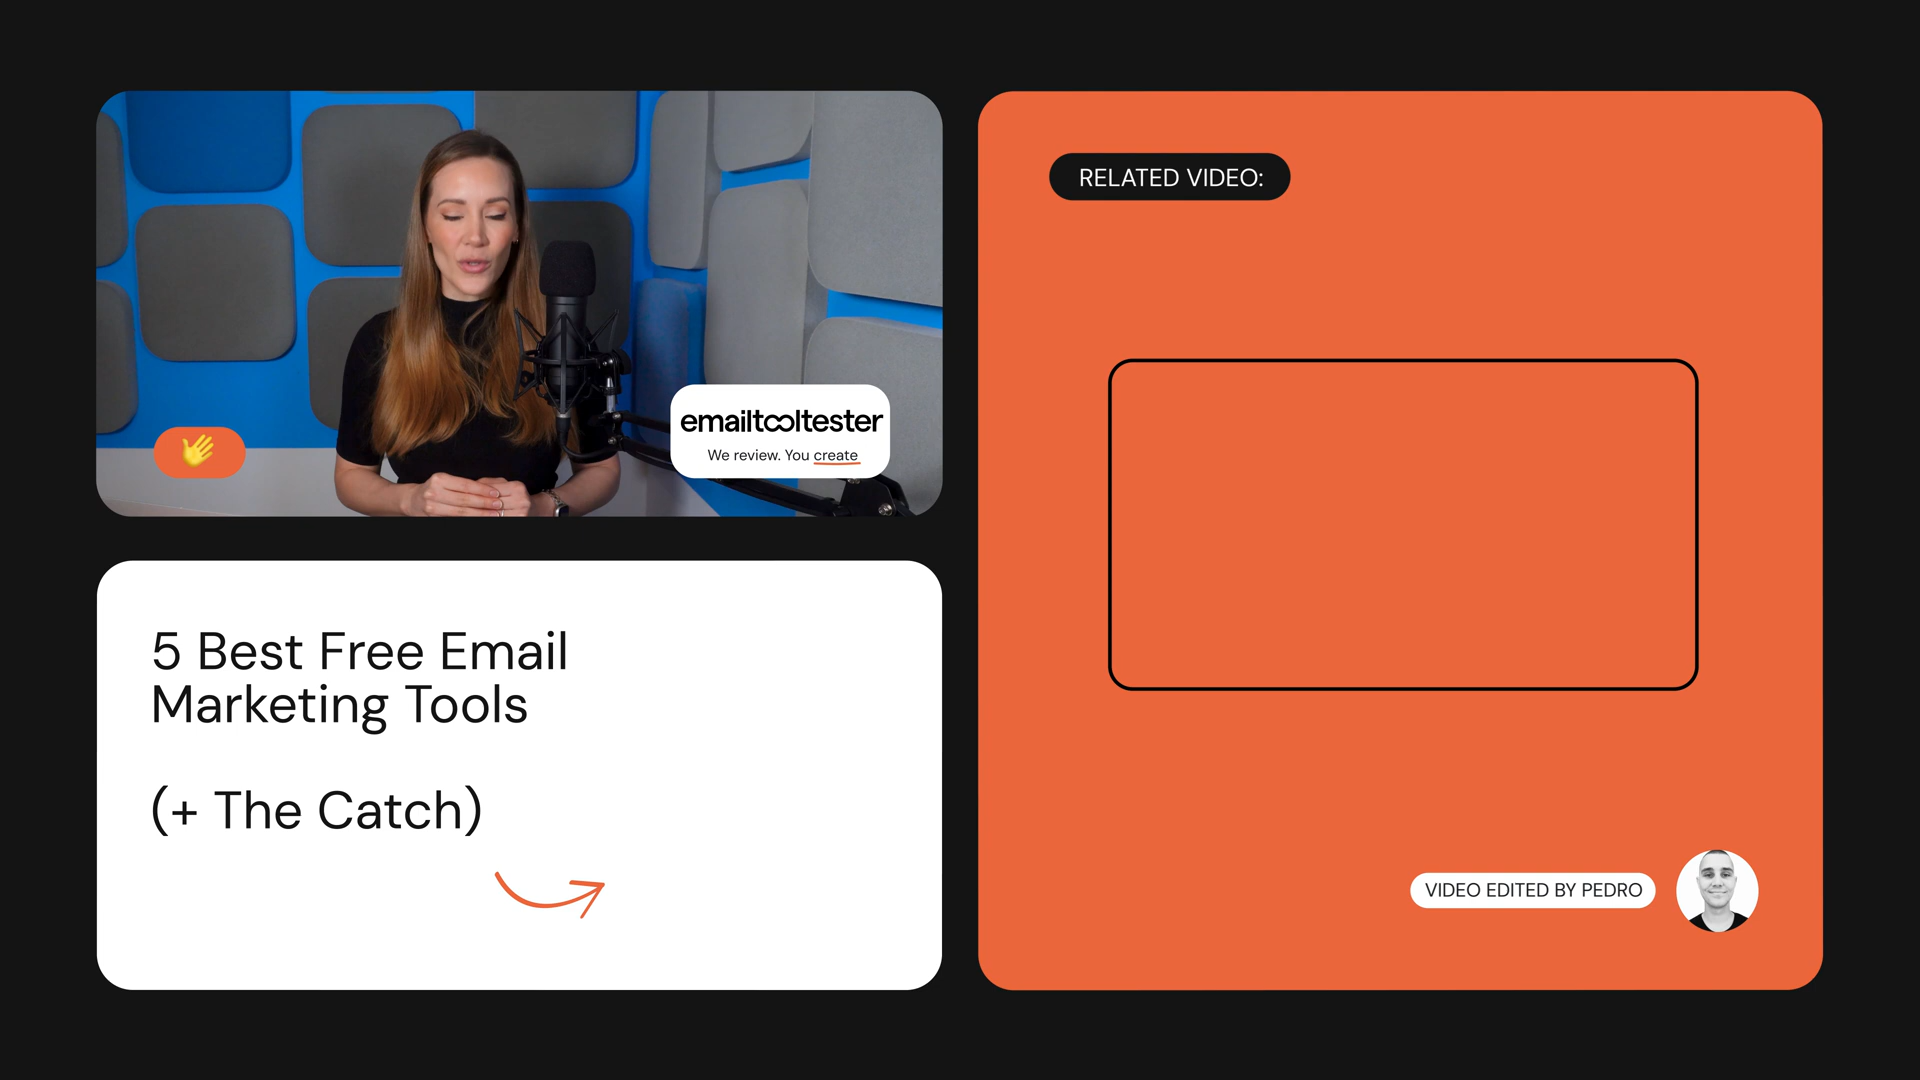 emailtooltester
We review. You create
5 Best Free Email
Marketing Tools
(+ The Catch)
RELATED VIDEO:
VIDEO EDITED BY PEDRO